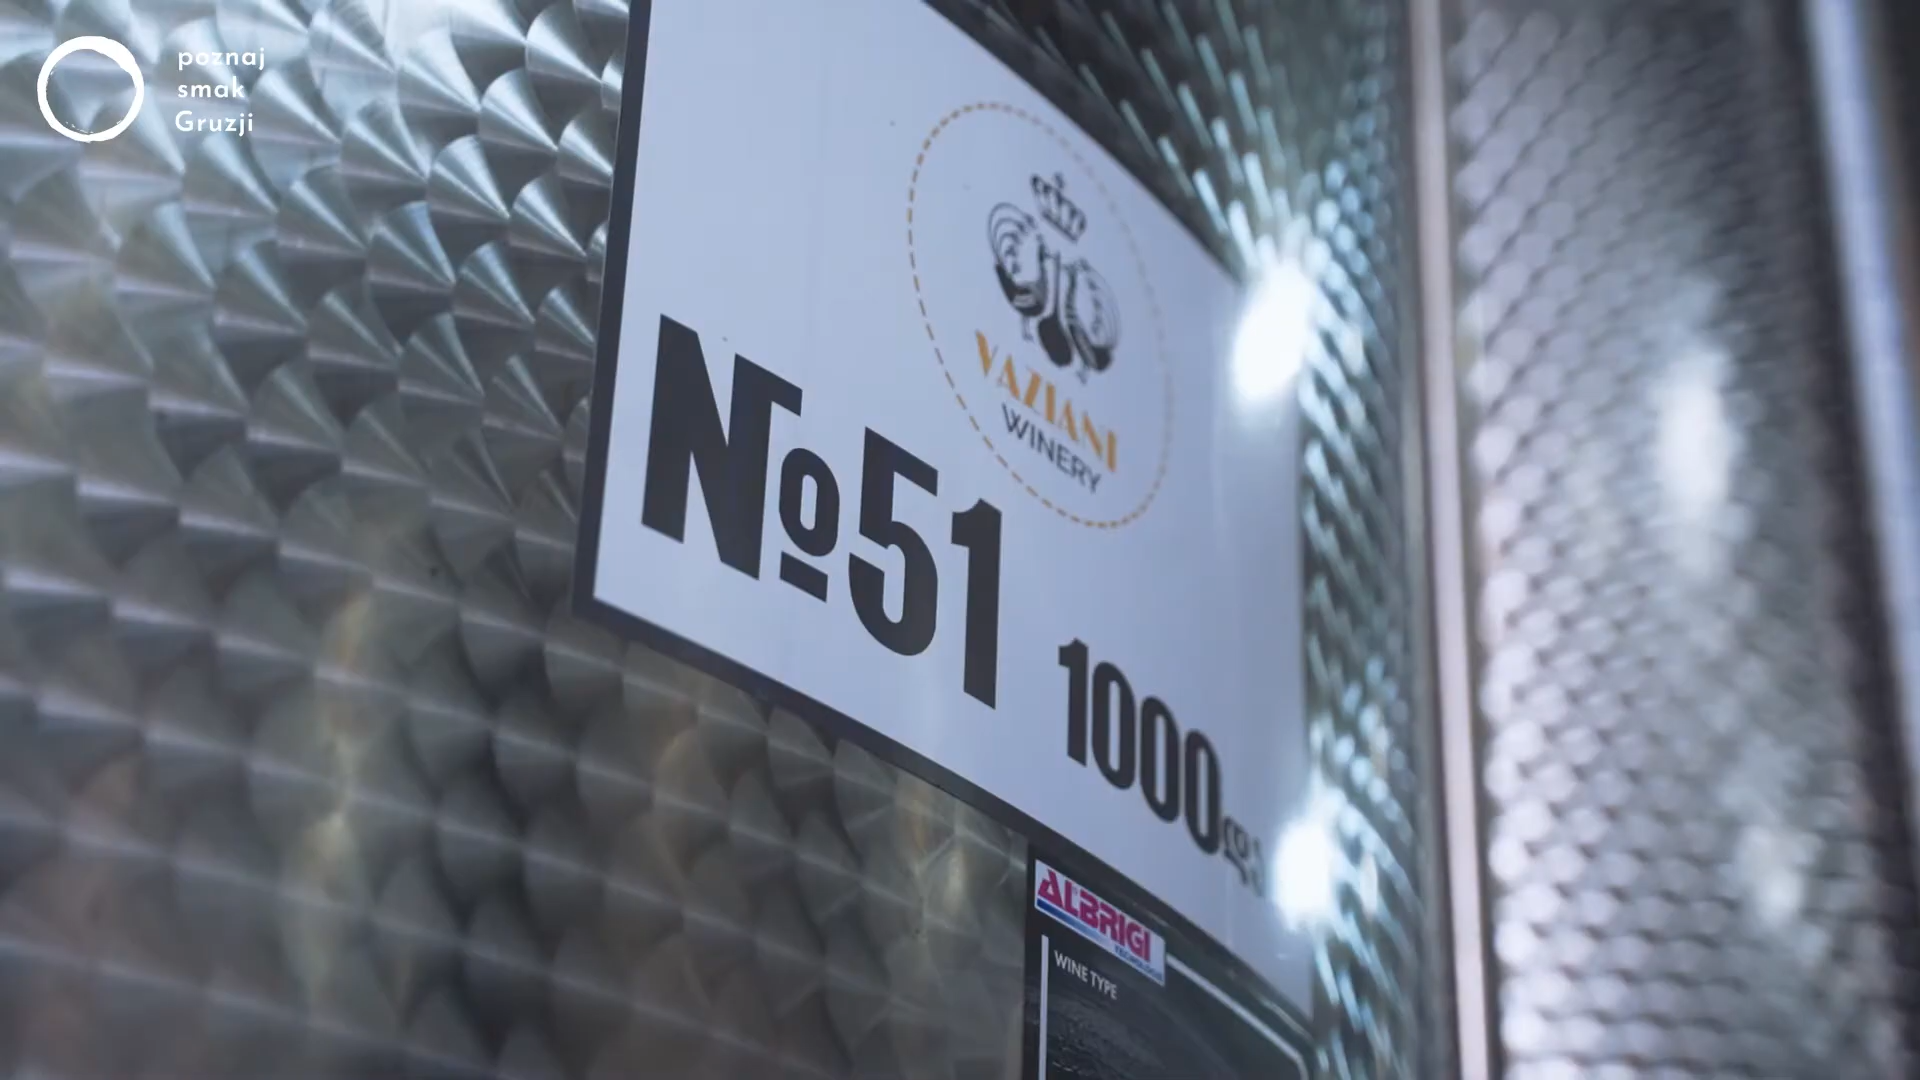 poznaj
smak
Gruzji
VAZIANI
WINERY
№51
1000
ALBRIGI
WINE TYPE